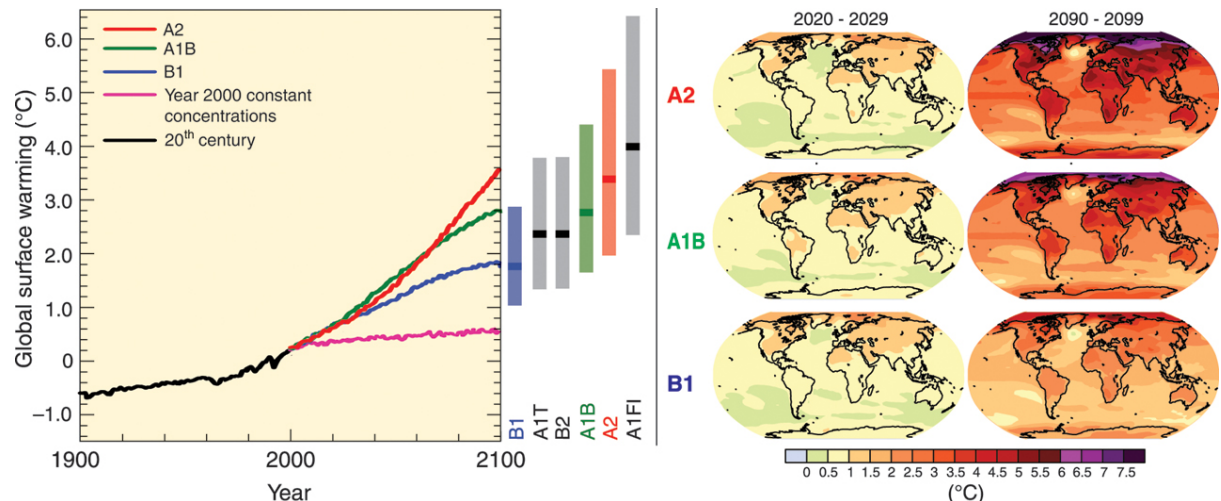 6.0
5.0
4.0
3.0
2.0
1.0
0
–1.0
Global surface warming (°C)
A2
A1B
B1
Year 2000 constant
concentrations
20th century
1900
2000
2100
Year
B1
A1T
B2
A1B
A2
A1FI
2020 - 2029
2090 - 2099
A2
A1B
B1
0 0.5 1 1.5 2 2.5 3 3.5 4 4.5 5 5.5 6 6.5 7 7.5
(°C)